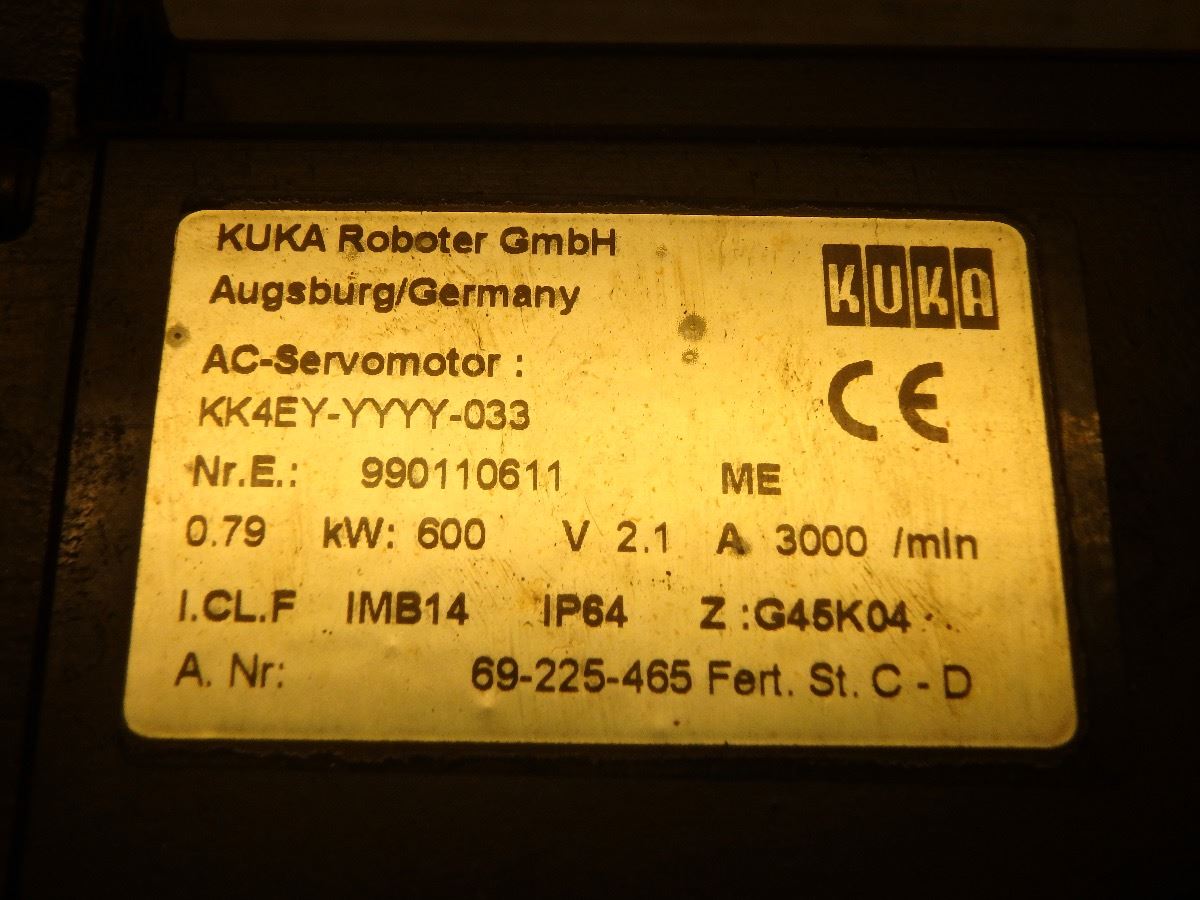 KUKA Roboter GmbH
KUKA
Augsburg/Germany
CE
AC-Servomotor :
KK4EY-YYYY-033
Nr.E.: 990110611 ME
0.79 kW: 600 V 2.1 A 3000 /min
I.CL.F IMB14 IP64 Z :G45K04
A. Nr: 69-225-465 Fert. St. C - D